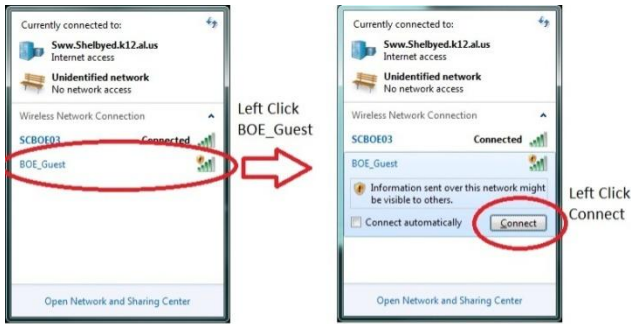 Currently connected to:
Sww.Shelbyed.k12.al.us
Internet access
Unidentified network
No network access
Wireless Network Connection
SCBOE03 Connected
BOE_Guest
Open Network and Sharing Center
Left Click
BOE_Guest
Currently connected to:
Sww.Shelbyed.k12.al.us
Internet access
Unidentified network
No network access
Wireless Network Connection
SCBOE03 Connected
BOE_Guest
Information sent over this network might
be visible to others.
Connect automatically Connect
Open Network and Sharing Center
Left Click
Connect